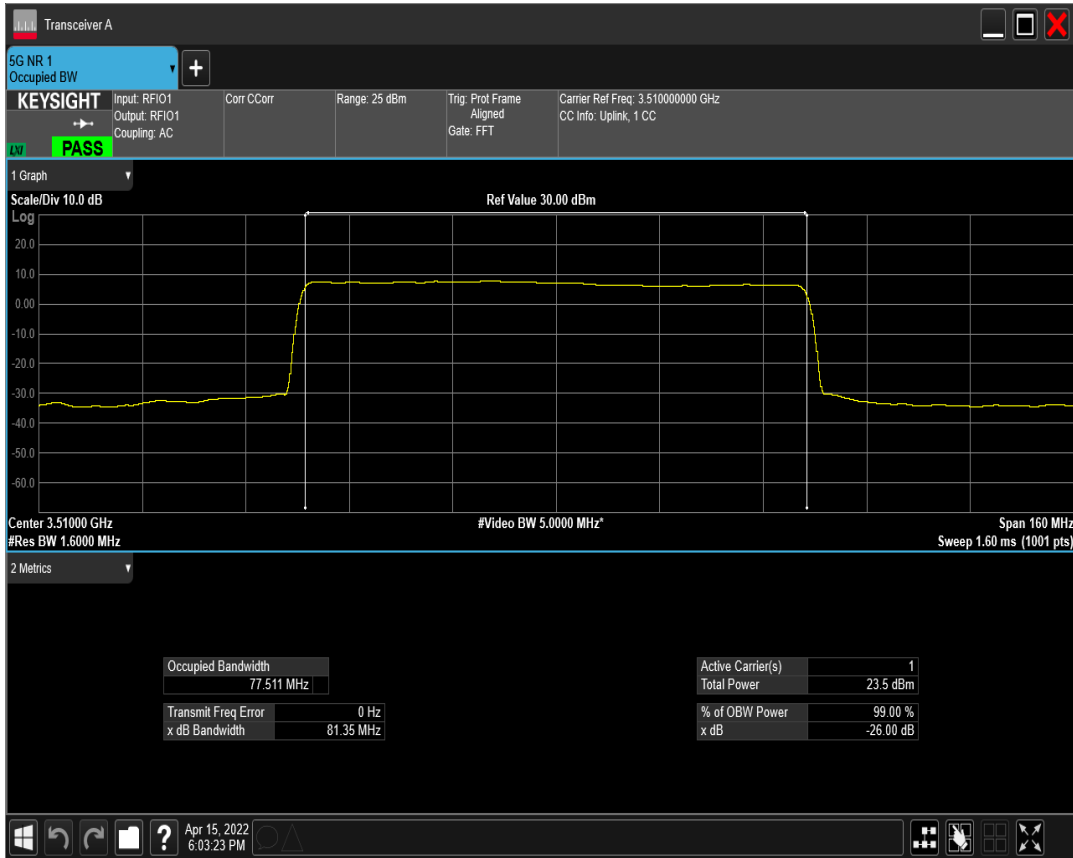 Transceiver A
5G NR 1
Occupied BW
KEYSIGHT
LXI
PASS
Input: RFIO1
Output: RFIO1
Coupling: AC
Corr CCorr
Range: 25 dBm
Trig: Prot Frame
Aligned
Gate: FFT
Carrier Ref Freq: 3.510000000 GHz
CC Info: Uplink, 1 CC
1 Graph
Scale/Div 10.0 dB
Ref Value 30.00 dBm
Log
20.0
10.0
0.00
-10.0
-20.0
-30.0
-40.0
-50.0
-60.0
Center 3.51000 GHz
#Video BW 5.0000 MHz*
Span 160 MHz
#Res BW 1.6000 MHz
Sweep 1.60 ms (1001 pts)
2 Metrics
Occupied Bandwidth
77.511 MHz
Transmit Freq Error 0 Hz
x dB Bandwidth 81.35 MHz
Active Carrier(s) 1
Total Power 23.5 dBm
% of OBW Power 99.00 %
x dB -26.00 dB
Apr 15, 2022
6:03:23 PM